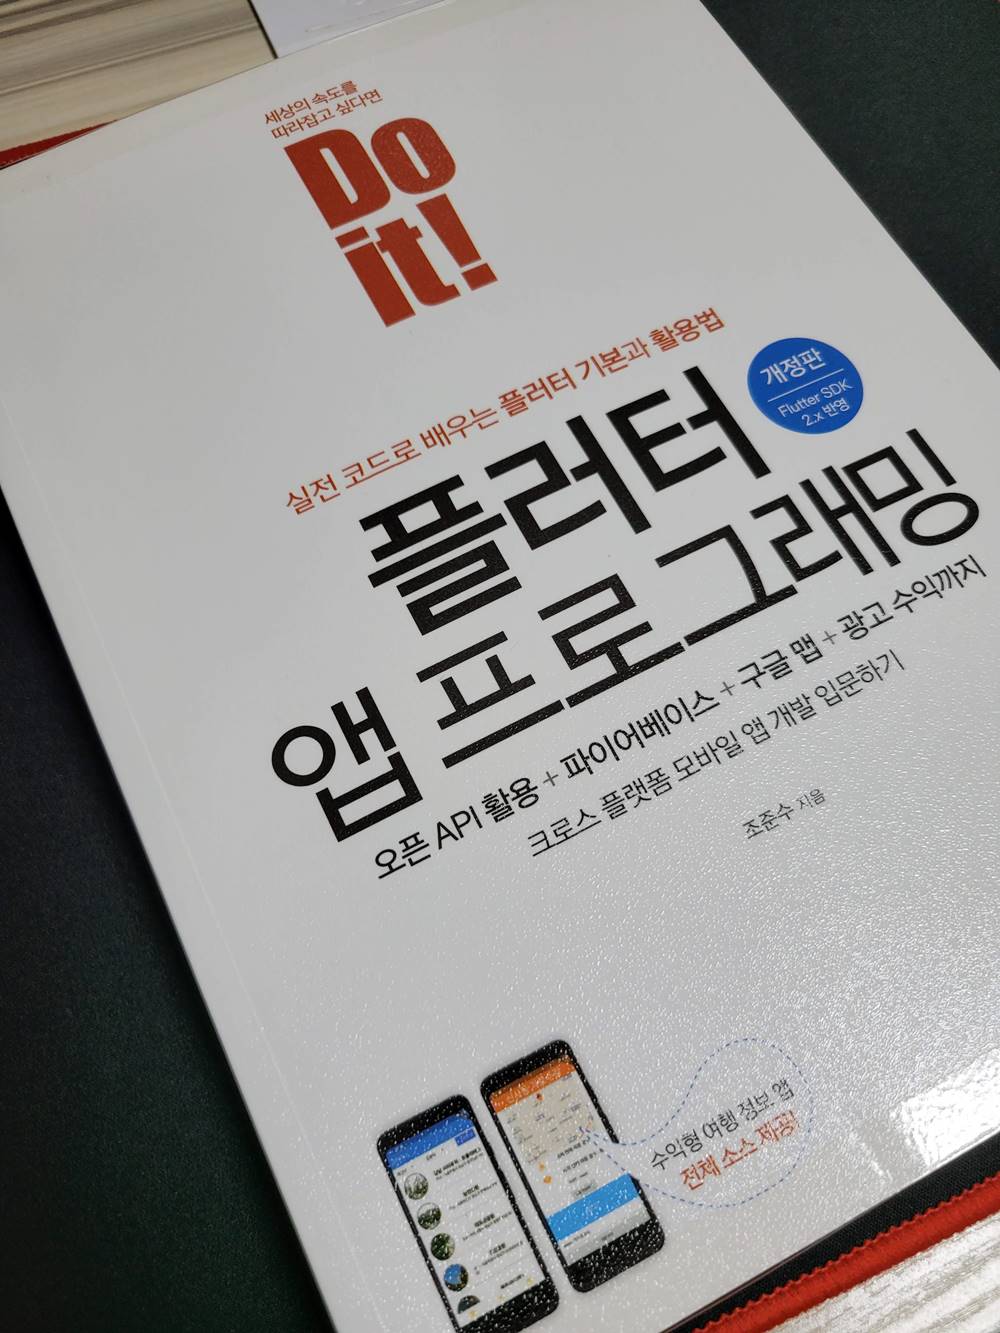 세상의 속도를
따라잡고 싶다면
Do
it!
실전 코드로 배우는 플러터 기본과 활용법
개정판
Flutter SDK
2.x 반영
플러터
앱 프로그래밍
오픈 API 활용 + 파이어베이스 + 구글 맵 + 광고 수익까지
크로스 플랫폼 모바일 앱 개발 입문하기
조준수 지음
수익형 여행 정보 앱
전체 소스 제공!